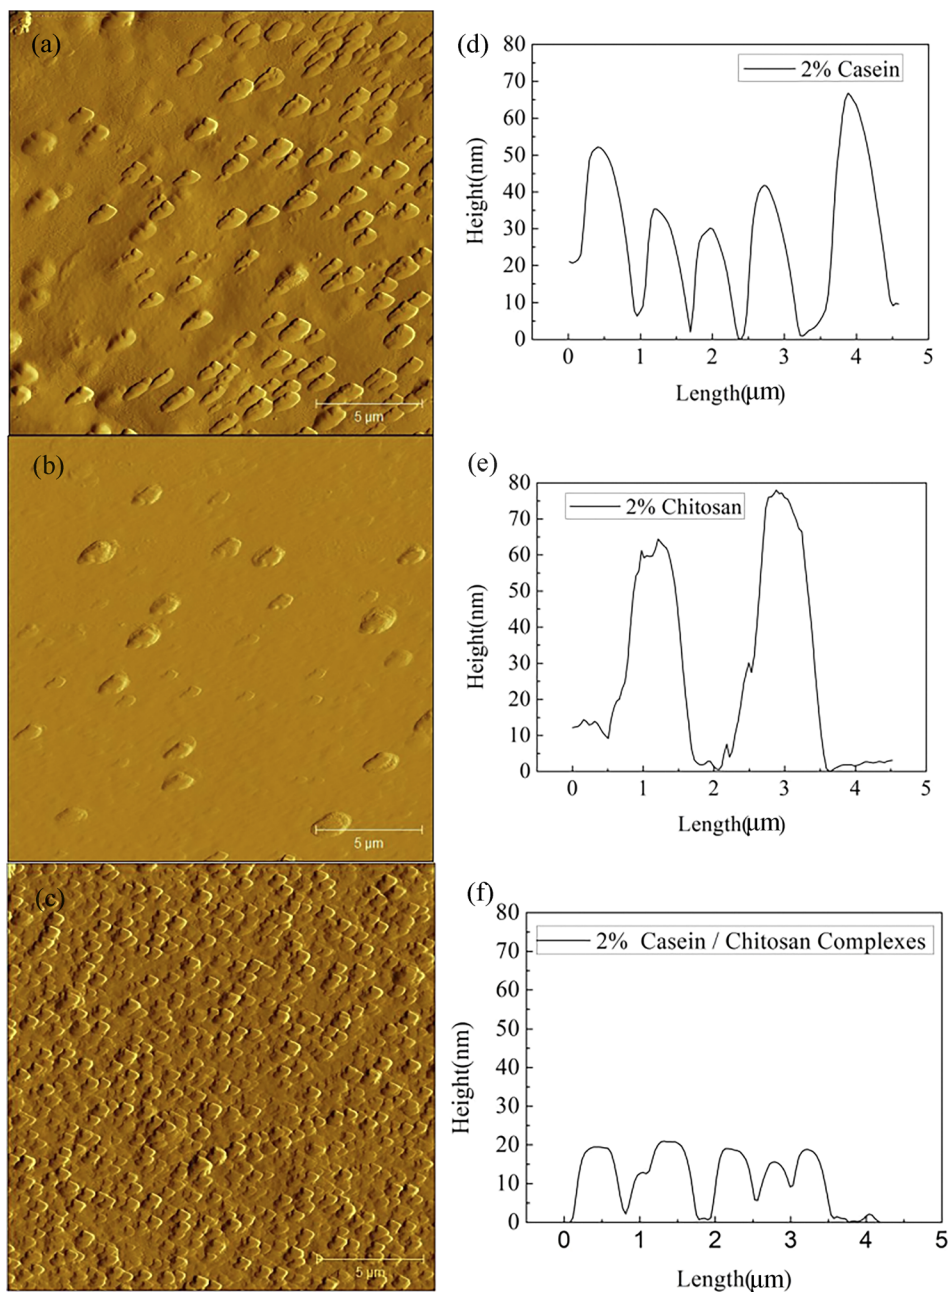 (a)
5 µm
(d)
80
70
60
50
40
30
20
10
0
Height(nm)
2% Casein
0 1 2 3 4 5
Length(µm)
(b)
5 µm
(e)
80
70
60
50
40
30
20
10
0
Height(nm)
2% Chitosan
0 1 2 3 4 5
Length(µm)
(c)
5 µm
(f)
80
70
60
50
40
30
20
10
0
Height(nm)
2% Casein / Chitosan Complexes
0 1 2 3 4 5
Length(µm)